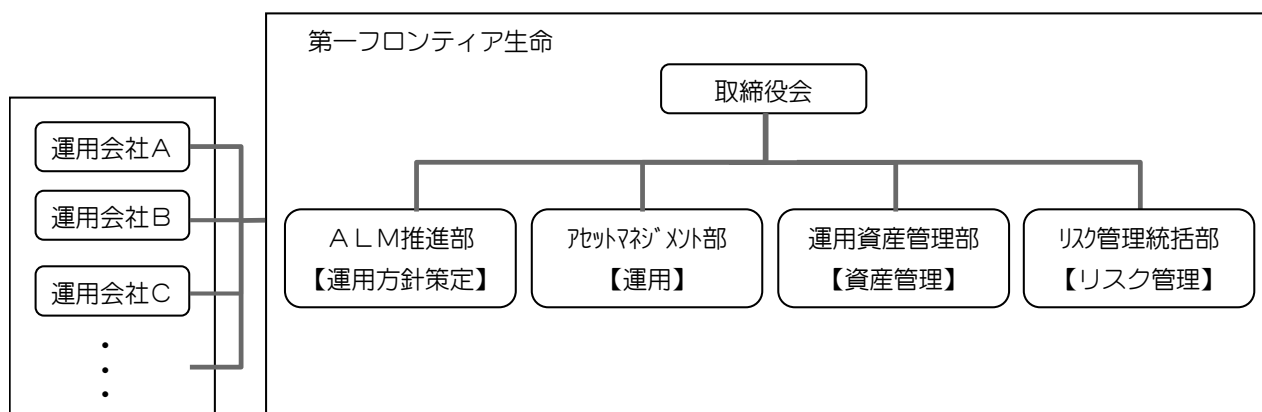 第一フロンティア生命
取締役会
運用会社A
運用会社B
運用会社C
・
・
・
ＡＬＭ推進部
【運用方針策定】
ｱｾｯﾄﾏﾈｼﾞﾒﾝﾄ部
【運用】
運用資産管理部
【資産管理】
ﾘｽｸ管理統括部
【リスク管理】